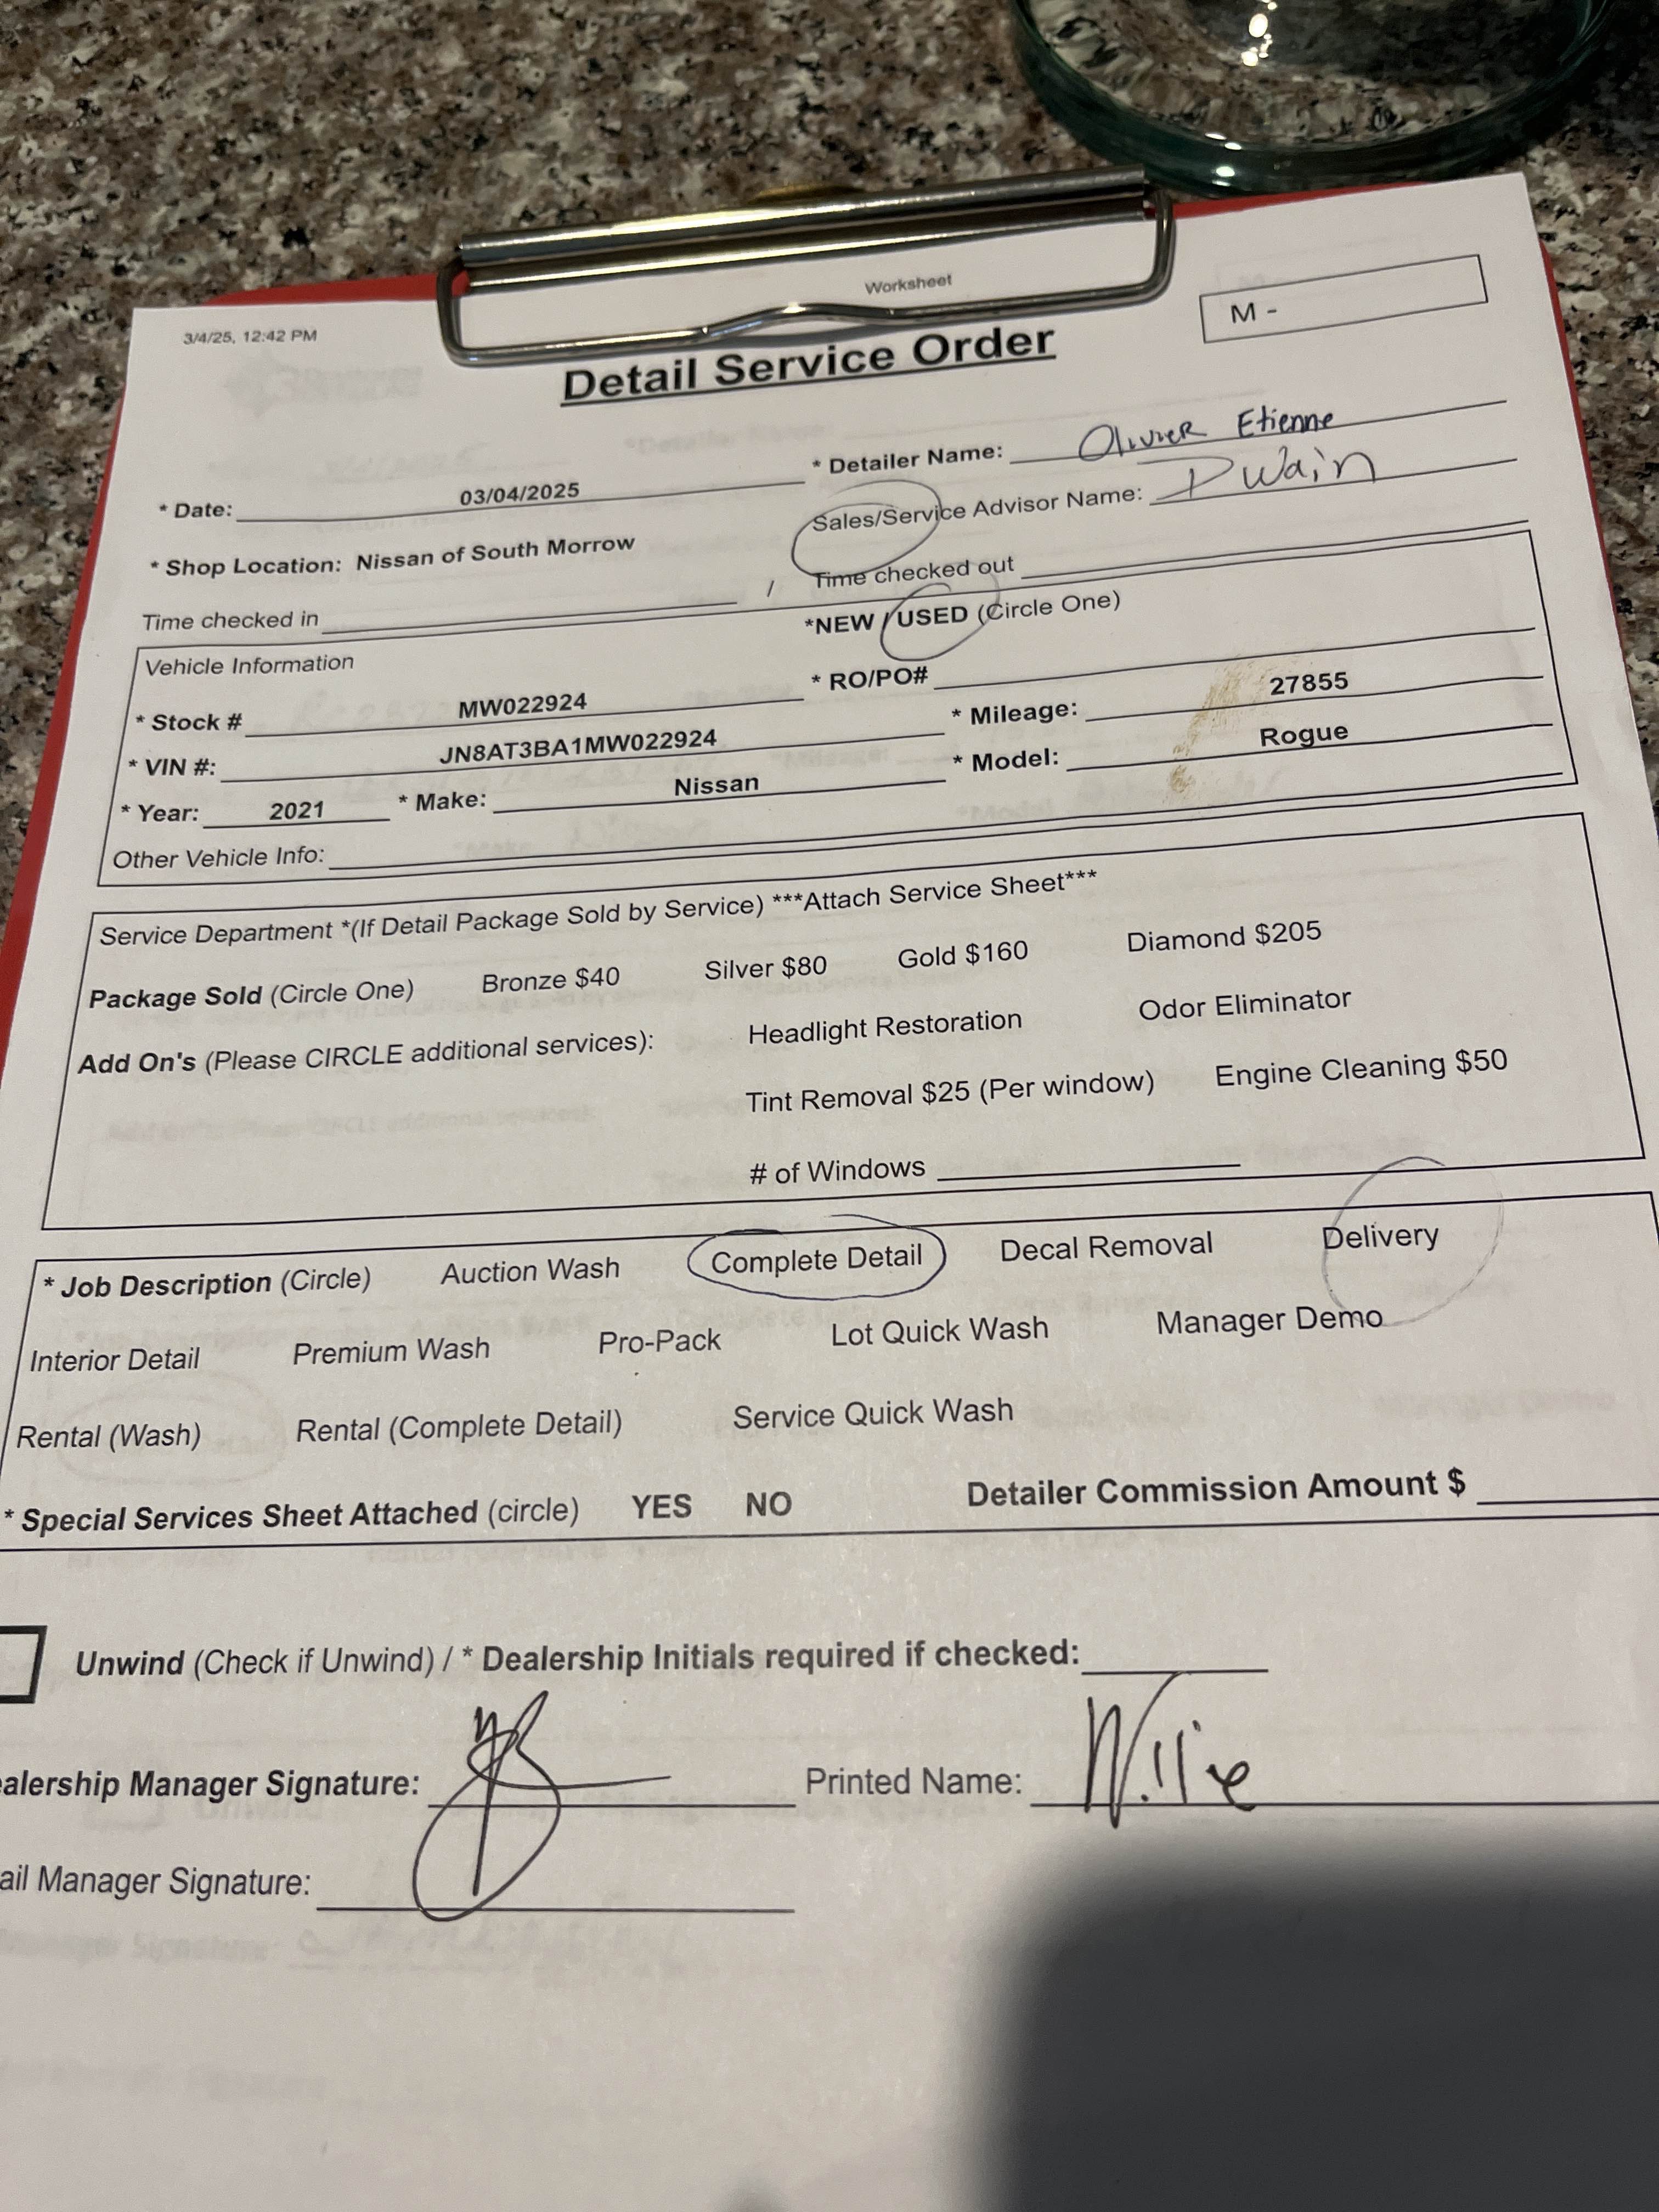 Worksheet
3/4/25, 12:42 PM
M -
Detail Service Order
* Detailer Name: Olivier Etienne
* Date: 03/04/2025
Sales/Service Advisor Name: Dwain
* Shop Location: Nissan of South Morrow
Time checked in / Time checked out
Vehicle Information *NEW / USED (Circle One)
* Stock # MW022924 * RO/PO#
* VIN #: JN8AT3BA1MW022924 * Mileage: 27855
* Year: 2021 * Make: Nissan * Model: Rogue
Other Vehicle Info:
Service Department *(If Detail Package Sold by Service) ***Attach Service Sheet***
Package Sold (Circle One) Bronze $40 Silver $80 Gold $160 Diamond $205
Add On's (Please CIRCLE additional services): Headlight Restoration Odor Eliminator
Tint Removal $25 (Per window) Engine Cleaning $50
# of Windows
* Job Description (Circle) Auction Wash Complete Detail Decal Removal Delivery
Interior Detail Premium Wash Pro-Pack Lot Quick Wash Manager Demo
Rental (Wash) Rental (Complete Detail) Service Quick Wash
* Special Services Sheet Attached (circle) YES NO Detailer Commission Amount $
Unwind (Check if Unwind) / * Dealership Initials required if checked:
ealership Manager Signature: Printed Name: Willie
ail Manager Signature: